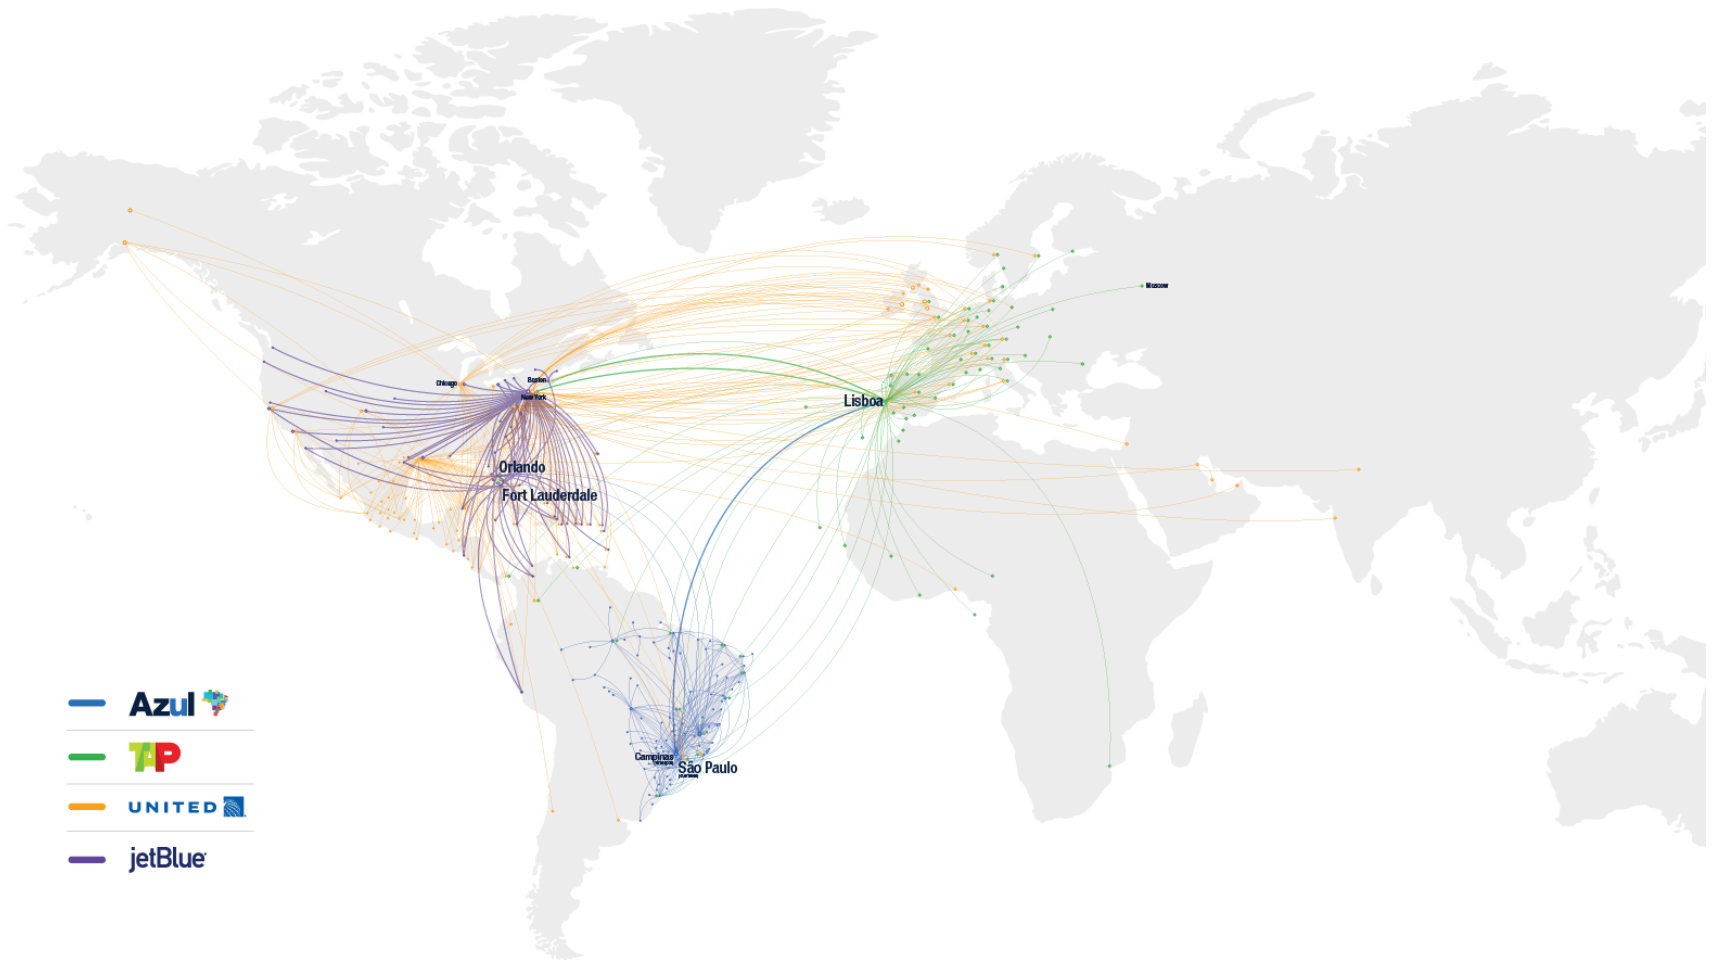 Moscow
Chicago
Boston
New York
Lisboa
Orlando
Fort Lauderdale
Azul
TAP
UNITED
jetBlue
Campinas
São Paulo